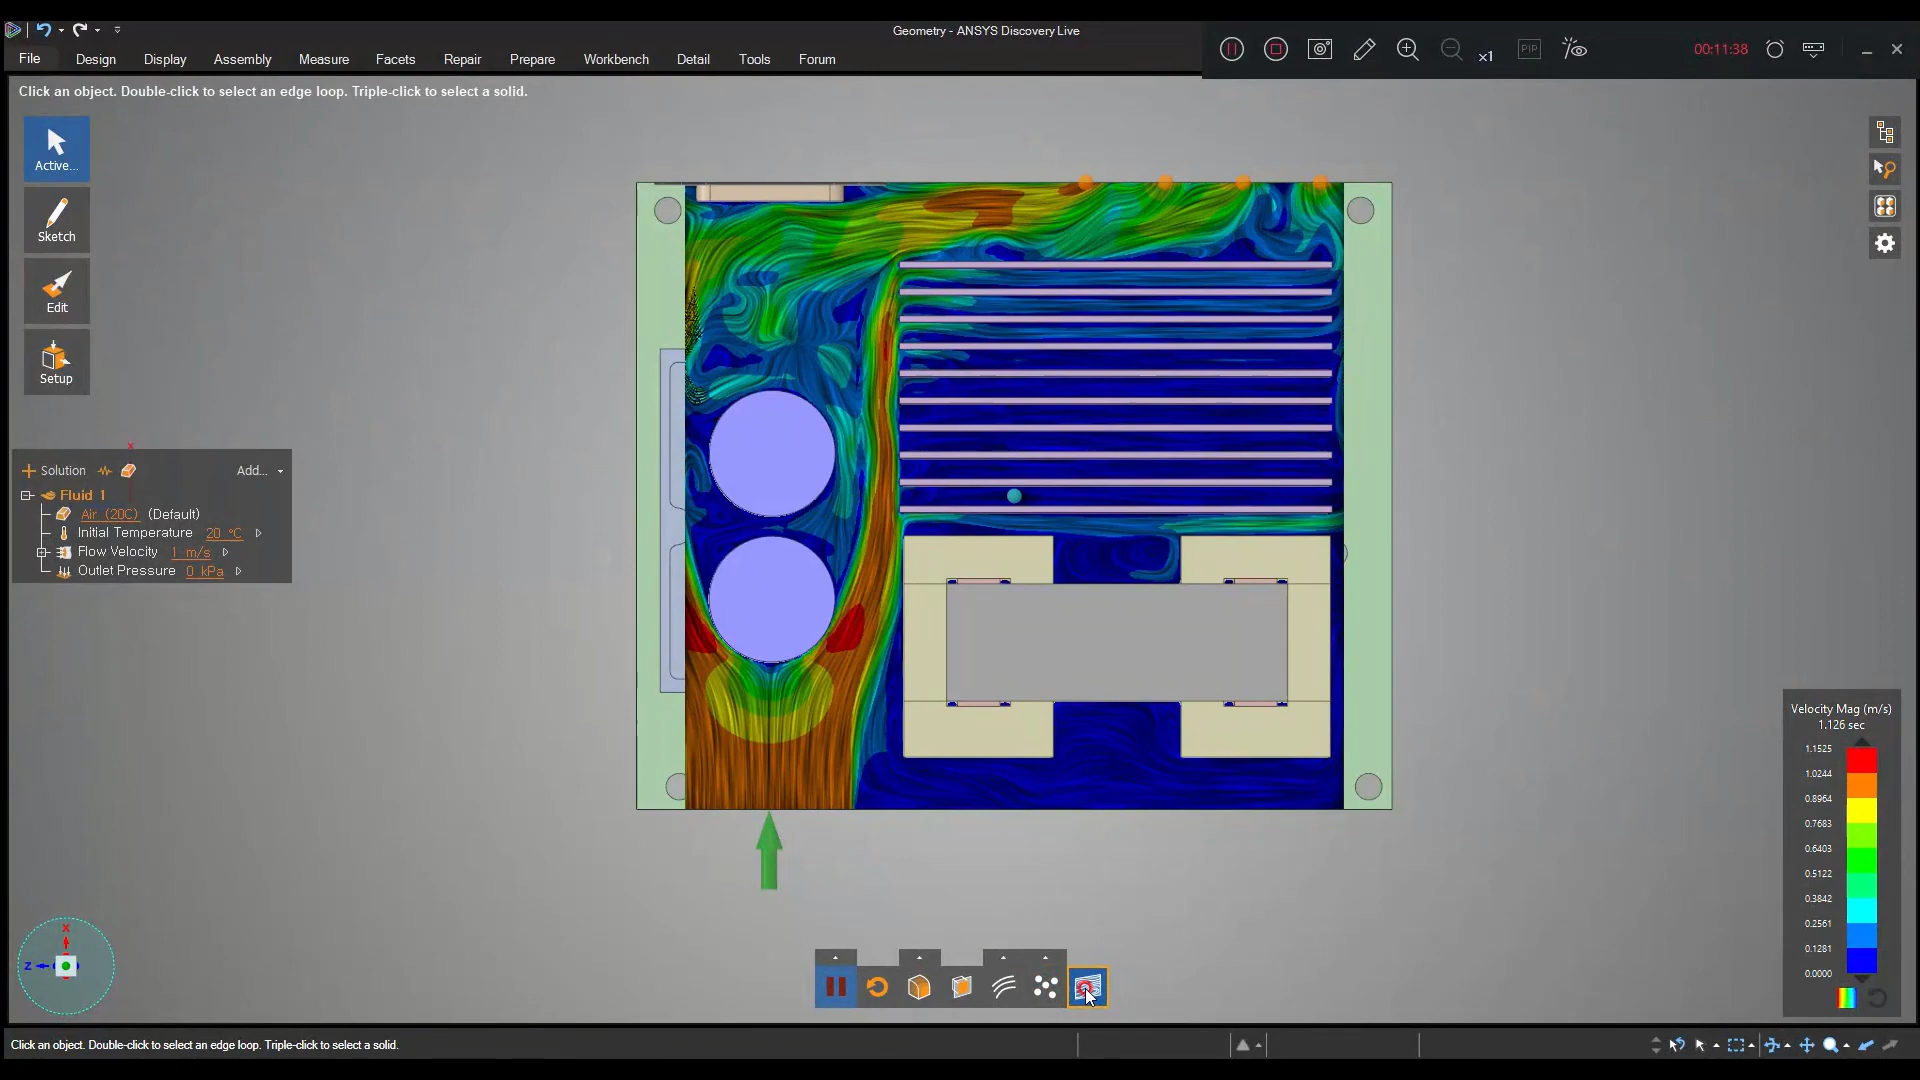 Geometry - ANSYS Discovery Live
File Design Display Assembly Measure Facets Repair Prepare Workbench Detail Tools Forum
x1 PIP 00:11:38
Click an object. Double-click to select an edge loop. Triple-click to select a solid.
Active...
Sketch
Edit
Setup
x
Solution Add...
Fluid 1
Air (20C) (Default)
Initial Temperature 20 °C
Flow Velocity 1 m/s
Outlet Pressure 0 kPa
Velocity Mag (m/s)
1.126 sec
1.1525
1.0244
0.8964
0.7683
0.6403
0.5122
0.3842
0.2561
0.1281
0.0000
X
Z
Click an object. Double-click to select an edge loop. Triple-click to select a solid.